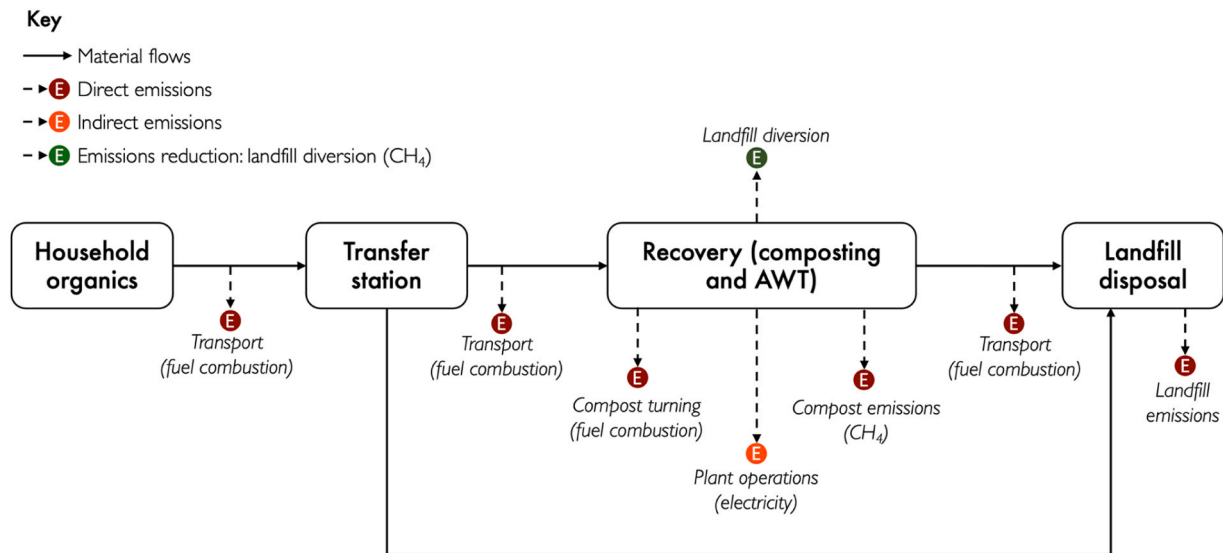 Key
Material flows
E Direct emissions
E Indirect emissions
E Emissions reduction: landfill diversion (CH₄)
Landfill diversion
E
Household
organics
Transfer
station
Recovery (composting
and AWT)
Landfill
disposal
E
Transport
(fuel combustion)
E
Transport
(fuel combustion)
E
Compost turning
(fuel combustion)
E
Plant operations
(electricity)
E
Compost emissions
(CH₄)
E
Transport
(fuel combustion)
E
Landfill
emissions